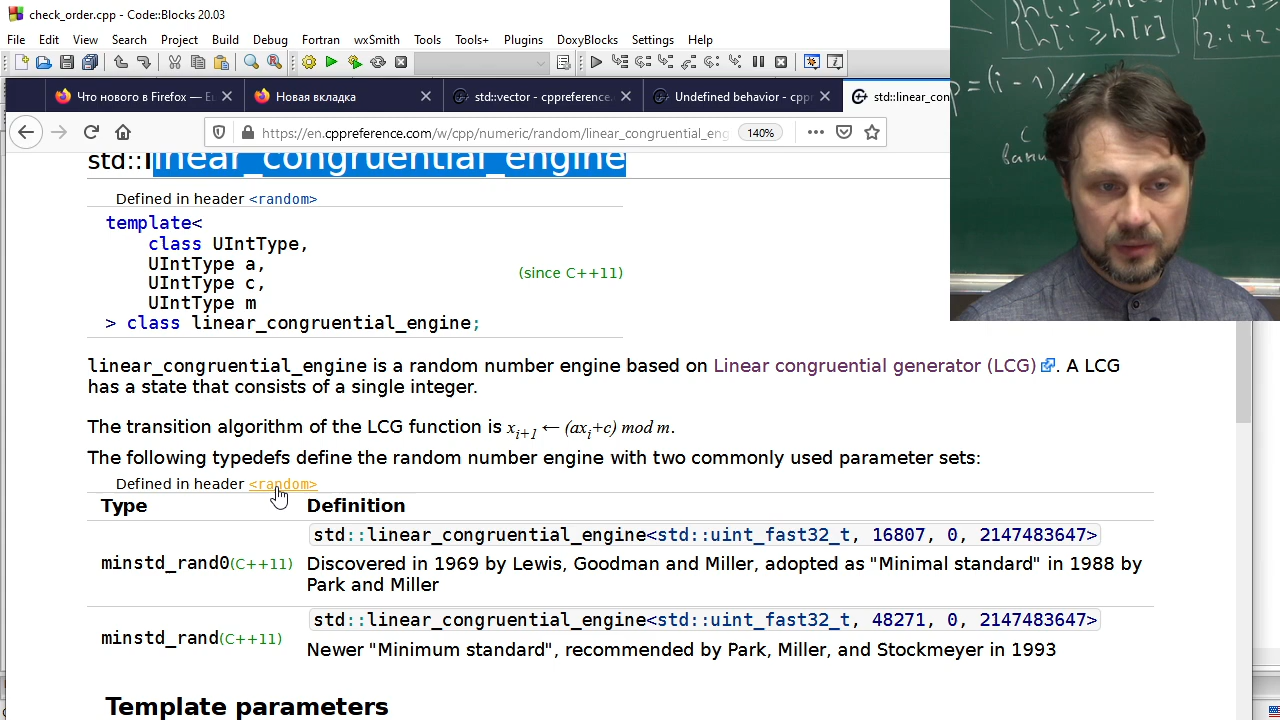 check_order.cpp - Code::Blocks 20.03
File Edit View Search Project Build Debug Fortran wxSmith Tools Tools+ Plugins DoxyBlocks Settings Help
Что нового в Firefox — Новая вкладка std::vector - cppreference. Undefined behavior - cpp std::linear_con
https://en.cppreference.com/w/cpp/numeric/random/linear_congruential_eng 140%
std::linear_congruential_engine
Defined in header <random>
template<
class UIntType,
UIntType a,
UIntType c,
UIntType m
> class linear_congruential_engine;
(since C++11)
linear_congruential_engine is a random number engine based on Linear congruential generator (LCG). A LCG
has a state that consists of a single integer.
The transition algorithm of the LCG function is xi+1 ← (axi+c) mod m.
The following typedefs define the random number engine with two commonly used parameter sets:
Defined in header <random>
Type Definition
minstd_rand0(C++11) std::linear_congruential_engine<std::uint_fast32_t, 16807, 0, 2147483647>
Discovered in 1969 by Lewis, Goodman and Miller, adopted as "Minimal standard" in 1988 by
Park and Miller
minstd_rand(C++11) std::linear_congruential_engine<std::uint_fast32_t, 48271, 0, 2147483647>
Newer "Minimum standard", recommended by Park, Miller, and Stockmeyer in 1993
Template parameters
h[i] ≥ h[r]
2·i+2
=(i-1)//